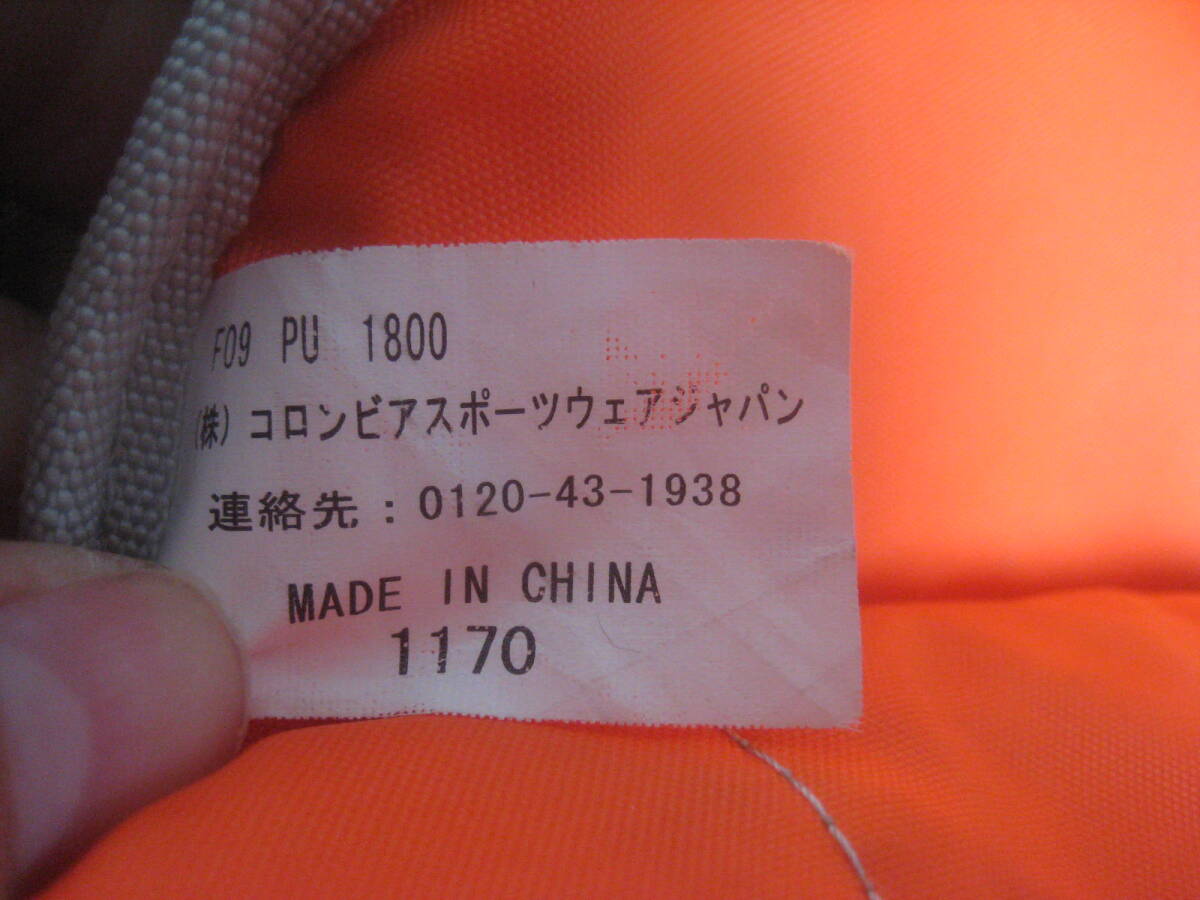 F09 PU 1800
(株) コロンビアスポーツウェアジャパン
連絡先：0120-43-1938
MADE IN CHINA
1170